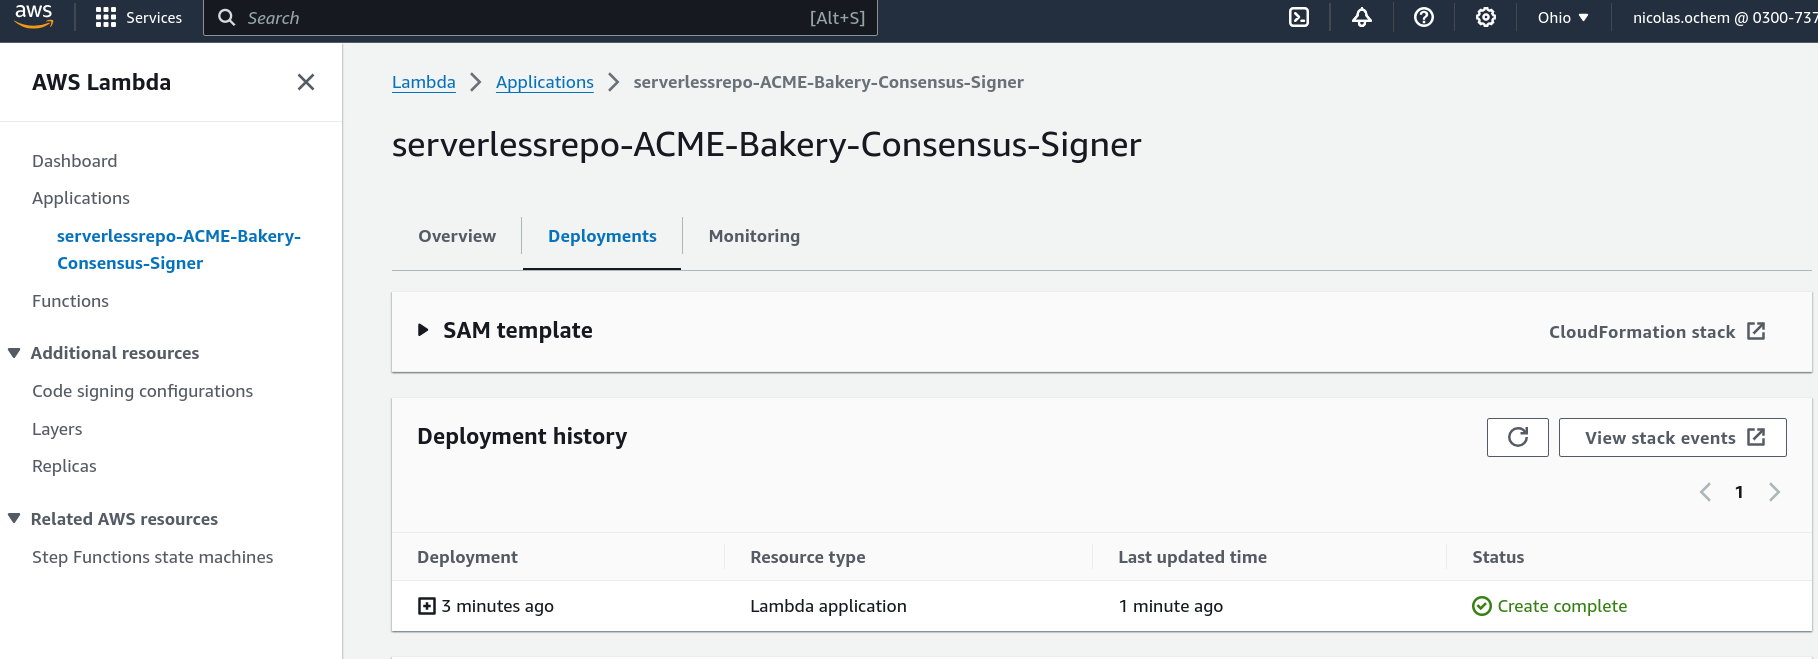 aws Services Search [Alt+S] Ohio nicolas.ochem @ 0300-737
AWS Lambda
Dashboard
Applications
serverlessrepo-ACME-Bakery-
Consensus-Signer
Functions
Additional resources
Code signing configurations
Layers
Replicas
Related AWS resources
Step Functions state machines
Lambda Applications serverlessrepo-ACME-Bakery-Consensus-Signer
serverlessrepo-ACME-Bakery-Consensus-Signer
Overview Deployments Monitoring
SAM template CloudFormation stack
Deployment history View stack events
1
Deployment Resource type Last updated time Status
3 minutes ago Lambda application 1 minute ago Create complete